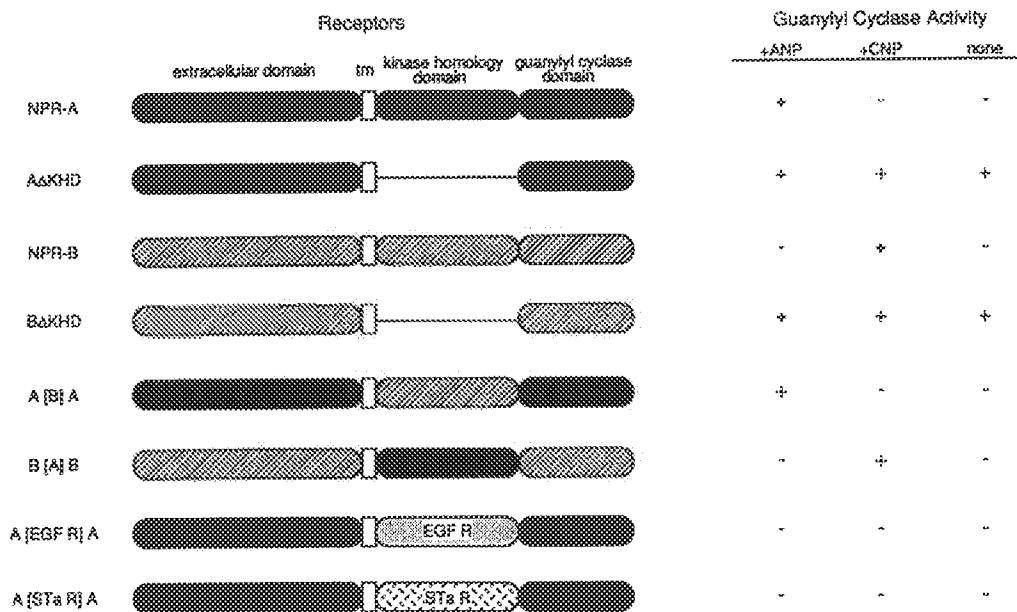 Receptors
Guanylyl Cyclase Activity
extracellular domain tm kinase homology domain guanylyl cyclase domain
+ANP +CNP none
NPR-A + - -
AΔKHD + + +
NPR-B - + -
BΔKHD + + +
A [B] A + - -
B [A] B - + -
A [EGF R] A EGF R - - -
A [STa R] A STa R - - -